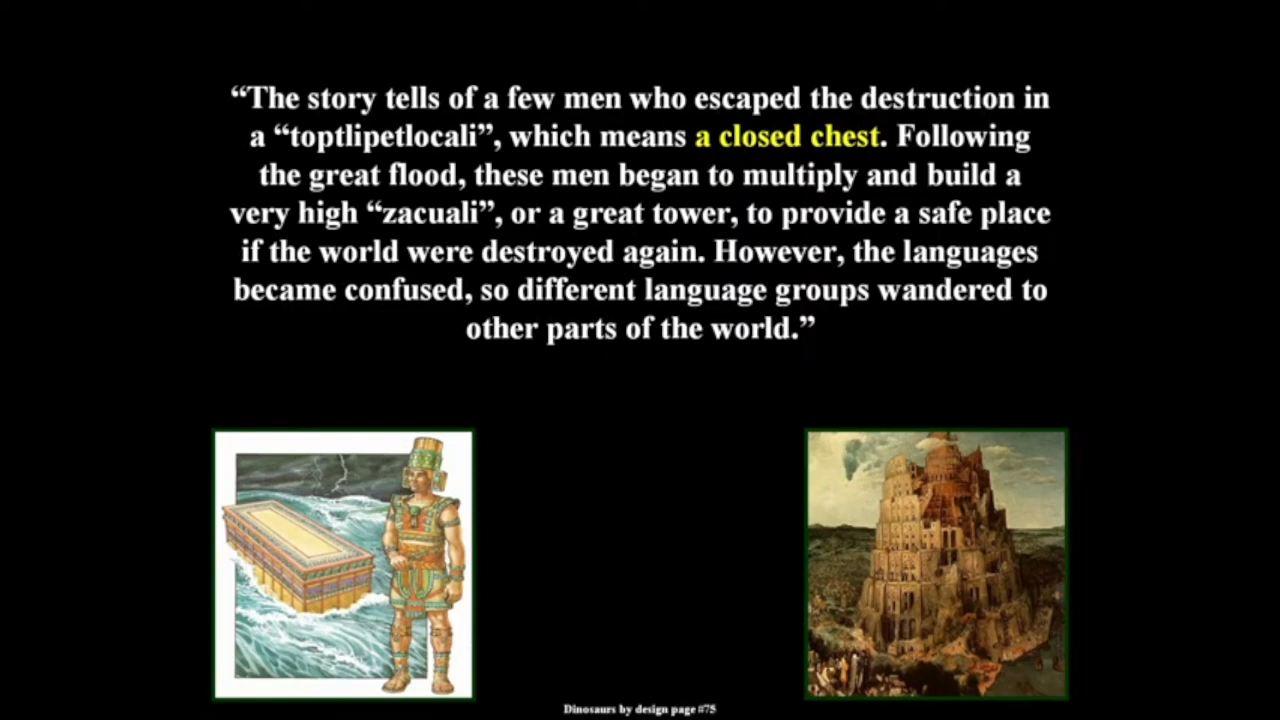 “The story tells of a few men who escaped the destruction in
a “toptlipetlocali”, which means a closed chest. Following
the great flood, these men began to multiply and build a
very high “zacuali”, or a great tower, to provide a safe place
if the world were destroyed again. However, the languages
became confused, so different language groups wandered to
other parts of the world.”
Dinosaurs by design page #75